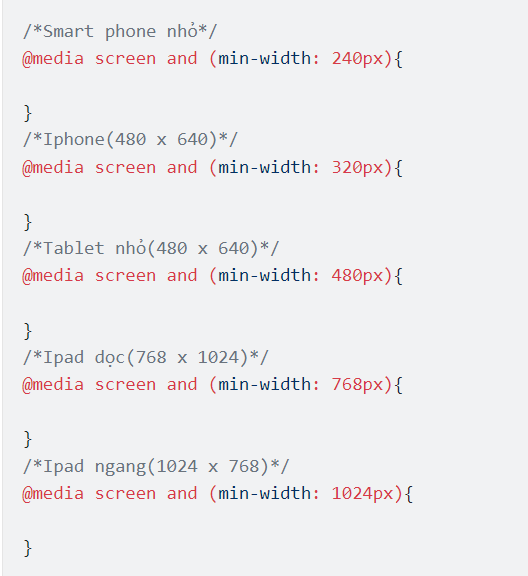 /*Smart phone nhỏ*/
@media screen and (min-width: 240px){
}
/*Iphone(480 x 640)*/
@media screen and (min-width: 320px){
}
/*Tablet nhỏ(480 x 640)*/
@media screen and (min-width: 480px){
}
/*Ipad dọc(768 x 1024)*/
@media screen and (min-width: 768px){
}
/*Ipad ngang(1024 x 768)*/
@media screen and (min-width: 1024px){
}